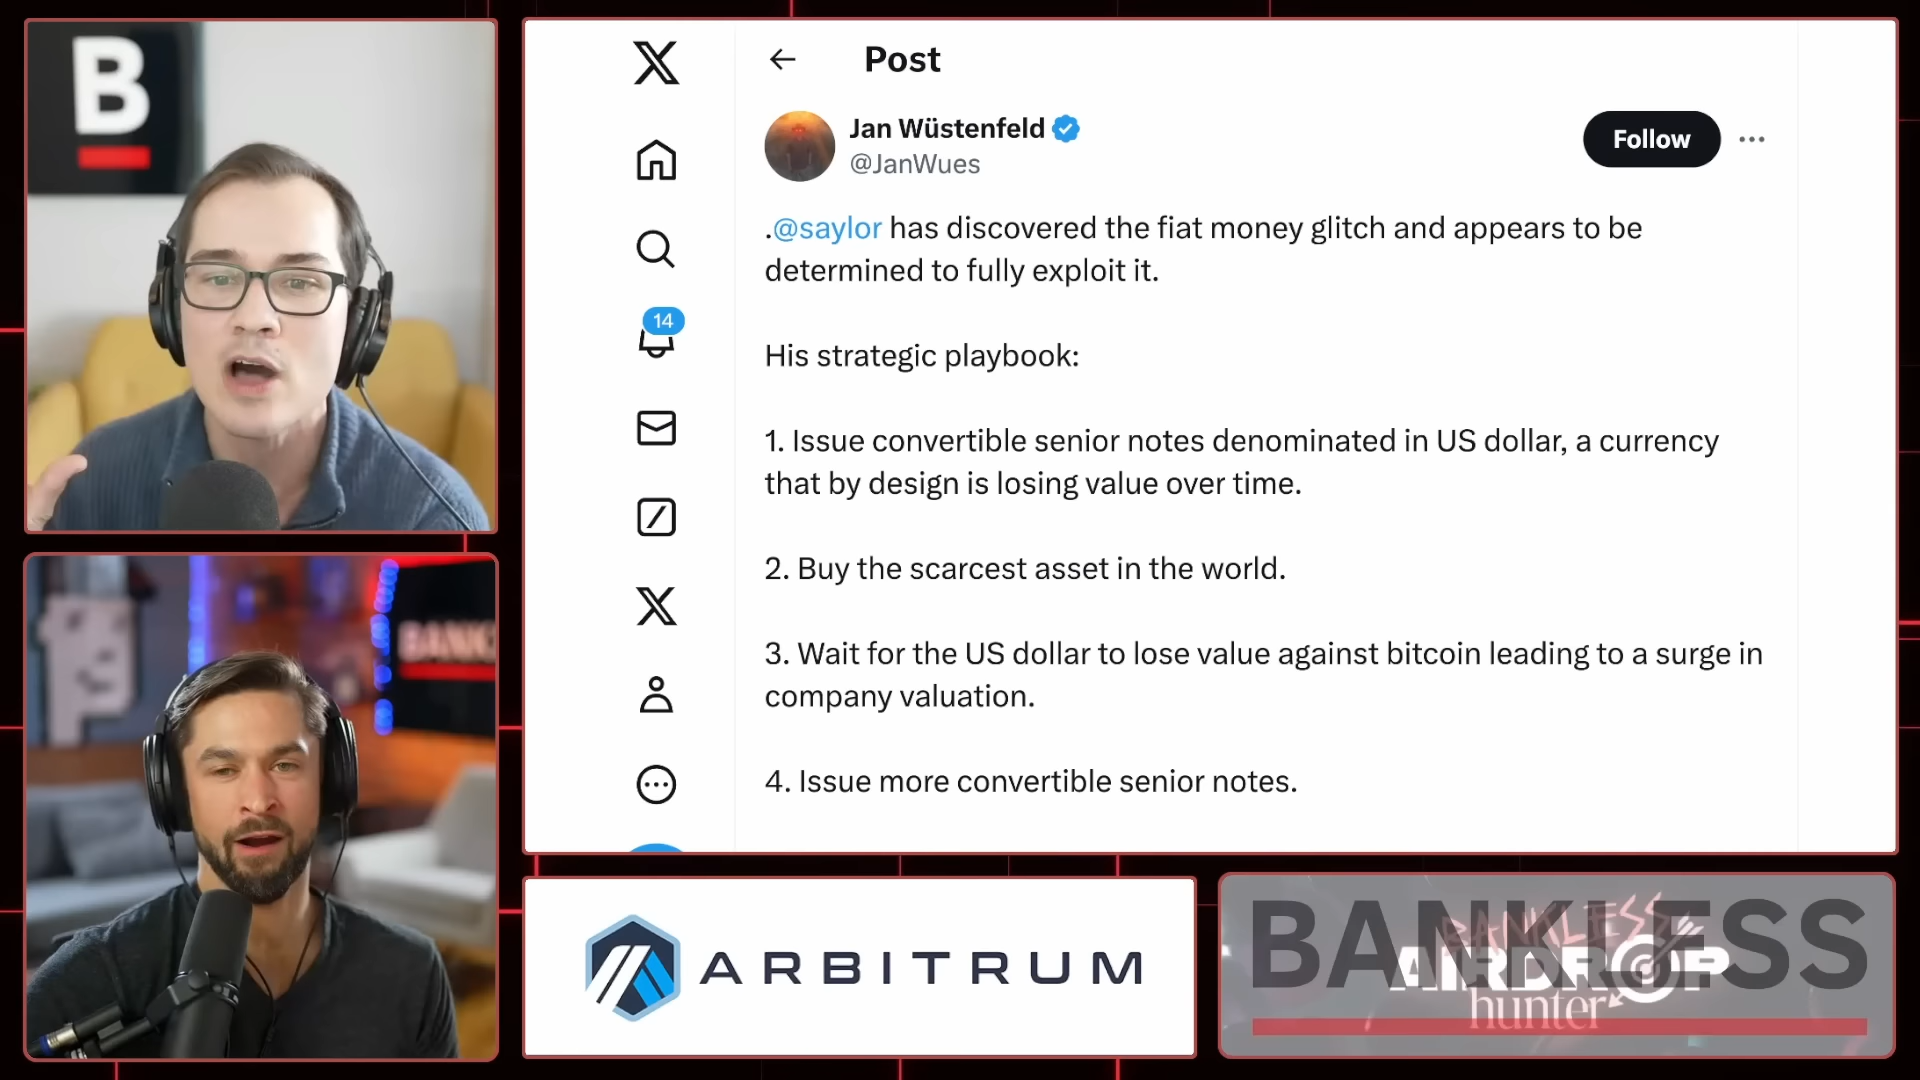 B
BANK
Post
Jan Wüstenfeld
@JanWues
Follow
14
.@saylor has discovered the fiat money glitch and appears to be
determined to fully exploit it.
His strategic playbook:
1. Issue convertible senior notes denominated in US dollar, a currency
that by design is losing value over time.
2. Buy the scarcest asset in the world.
3. Wait for the US dollar to lose value against bitcoin leading to a surge in
company valuation.
4. Issue more convertible senior notes.
ARBITRUM
BANKLESS
BANKLESS
AIRDROP
hunter